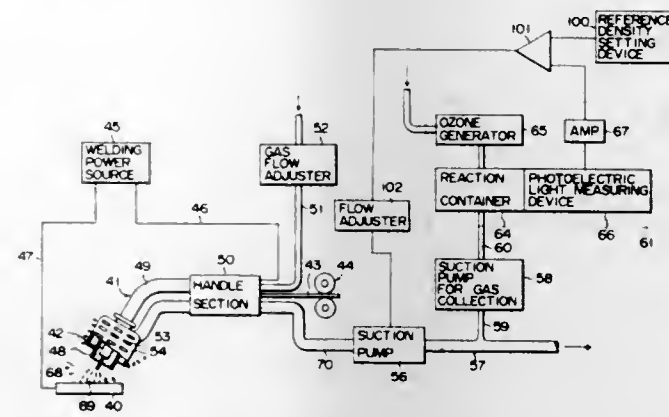 100
REFERENCE
DENSITY
SETTING
DEVICE
101
52
45
WELDING
POWER
SOURCE
GAS
FLOW
ADJUSTER
OZONE
GENERATOR
65
AMP
67
102
FLOW
ADJUSTER
REACTION
CONTAINER
PHOTOELECTRIC
LIGHT MEASURING
DEVICE
46
51
64
66
61
60
47
41
49
50
HANDLE
SECTION
43
44
SUCTION
PUMP
FOR GAS
COLLECTION
58
42
48
53
54
59
68
70
SUCTION
PUMP
56
57
69
40